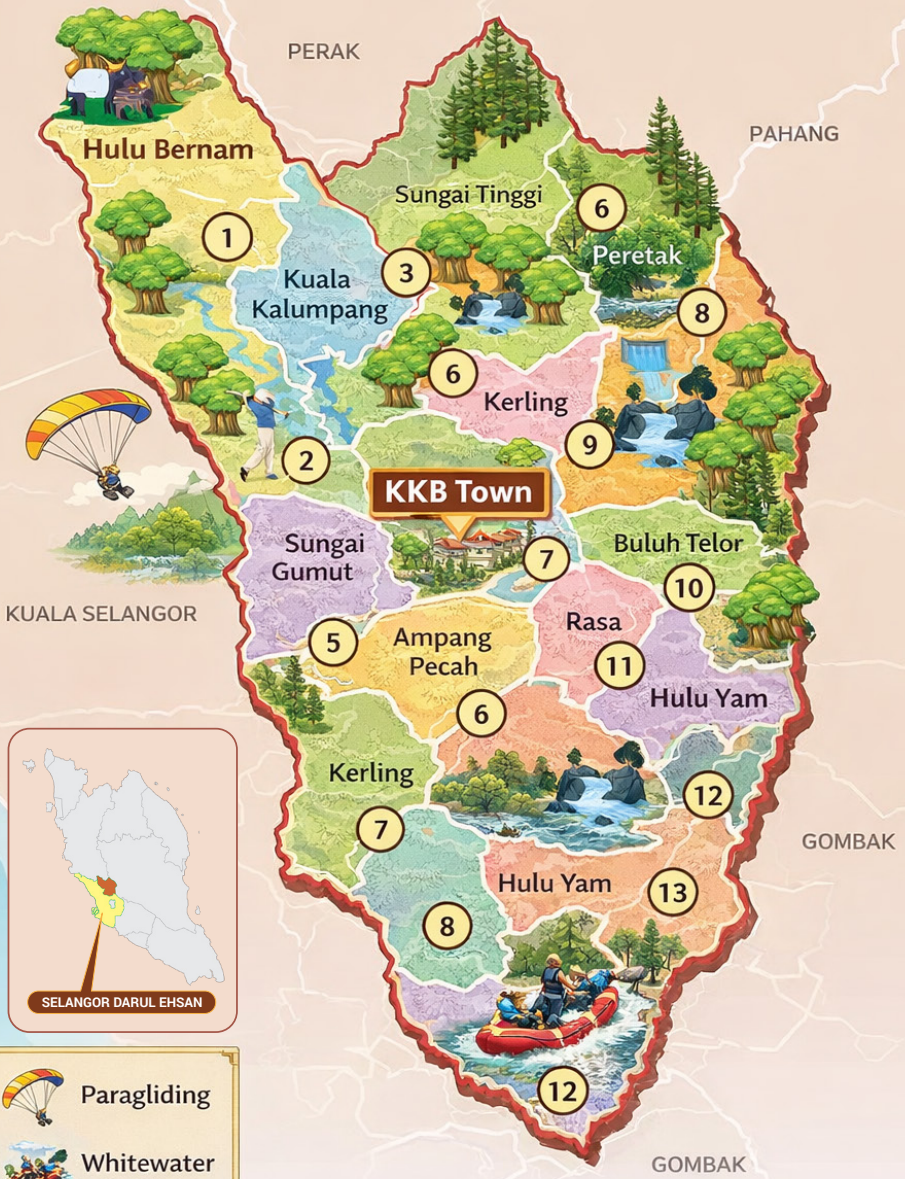 PERAK
PAHANG
Hulu Bernam
Sungai Tinggi
6
1
Peretak
3
Kuala
Kalumpang
8
6
Kerling
9
2
KKB Town
Sungai
Gumut
7
Buluh Telor
10
KUALA SELANGOR
5
Ampang
Pecah
Rasa
11
Hulu Yam
6
Kerling
12
7
GOMBAK
Hulu Yam
13
8
SELANGOR DARUL EHSAN
12
Paragliding
Whitewater
GOMBAK